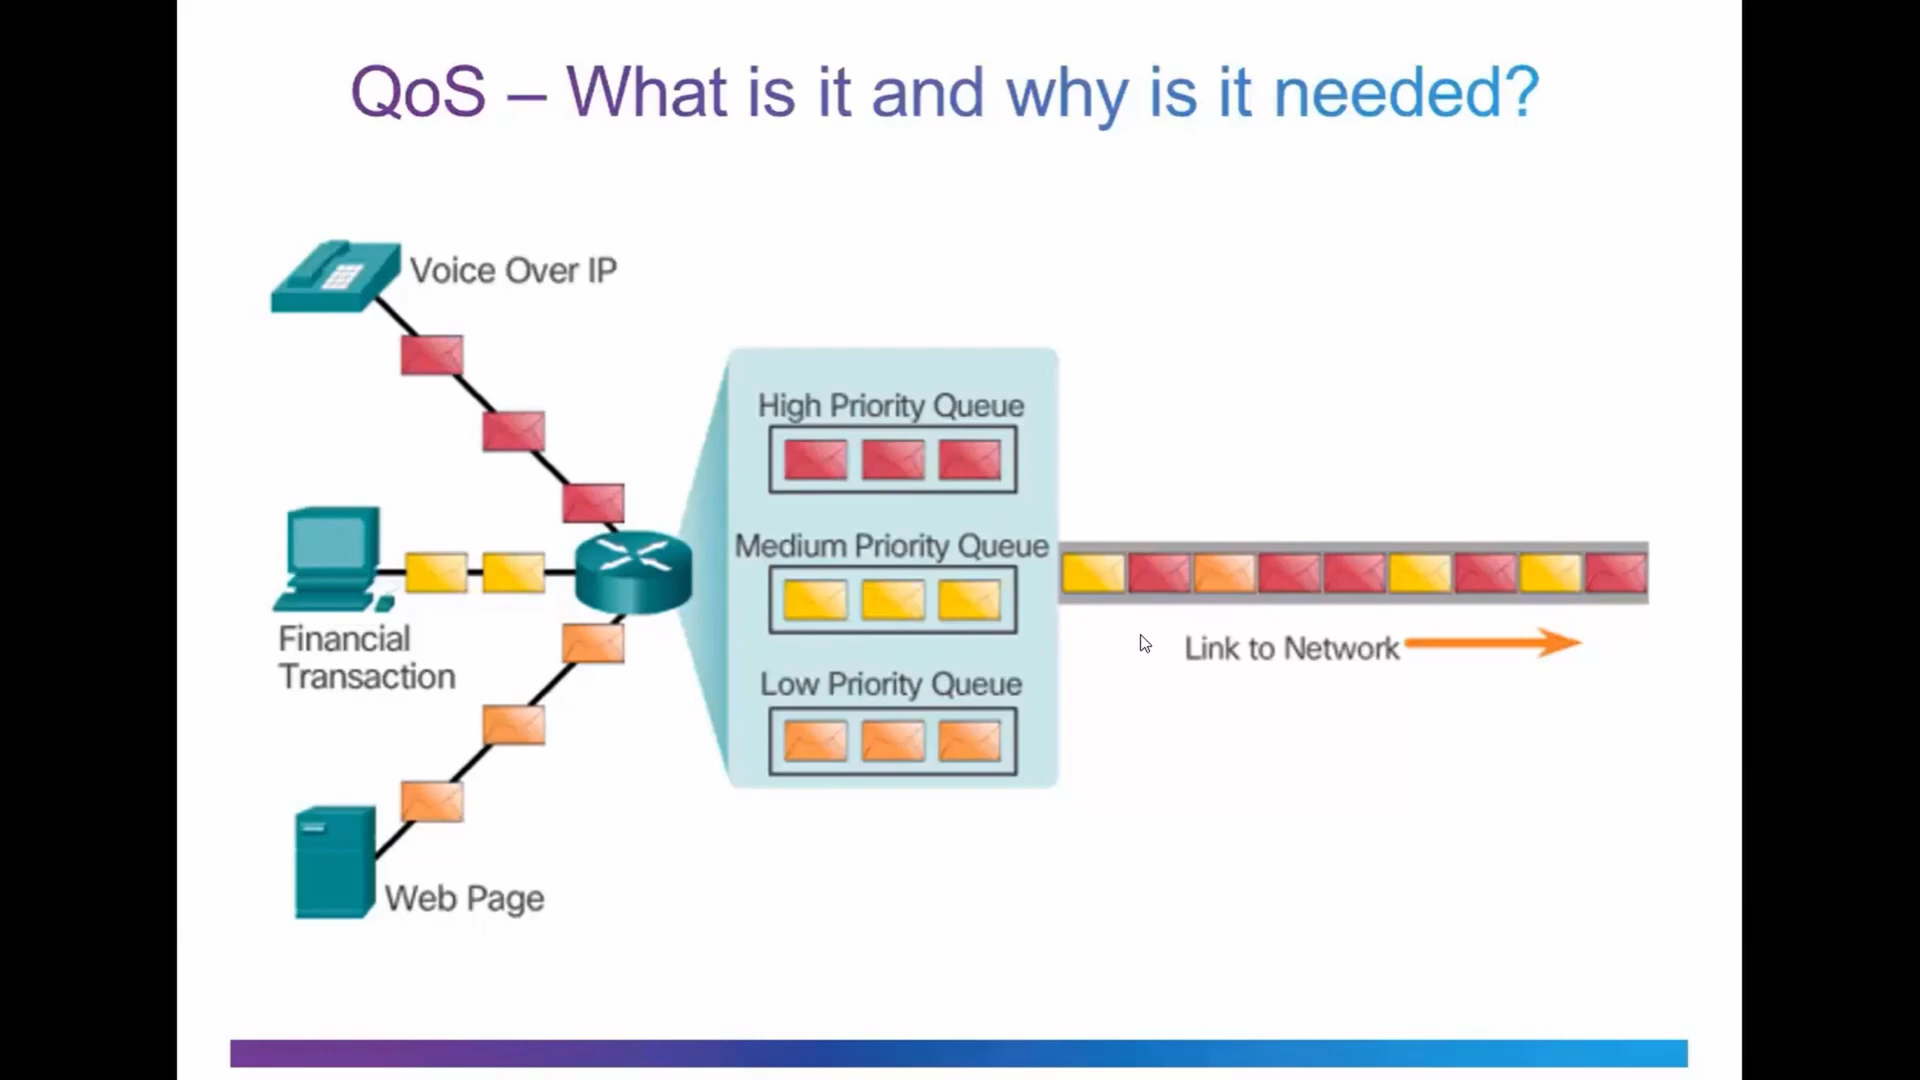 QoS – What is it and why is it needed?
Voice Over IP
High Priority Queue
Medium Priority Queue
Low Priority Queue
Financial
Transaction
Link to Network
Web Page